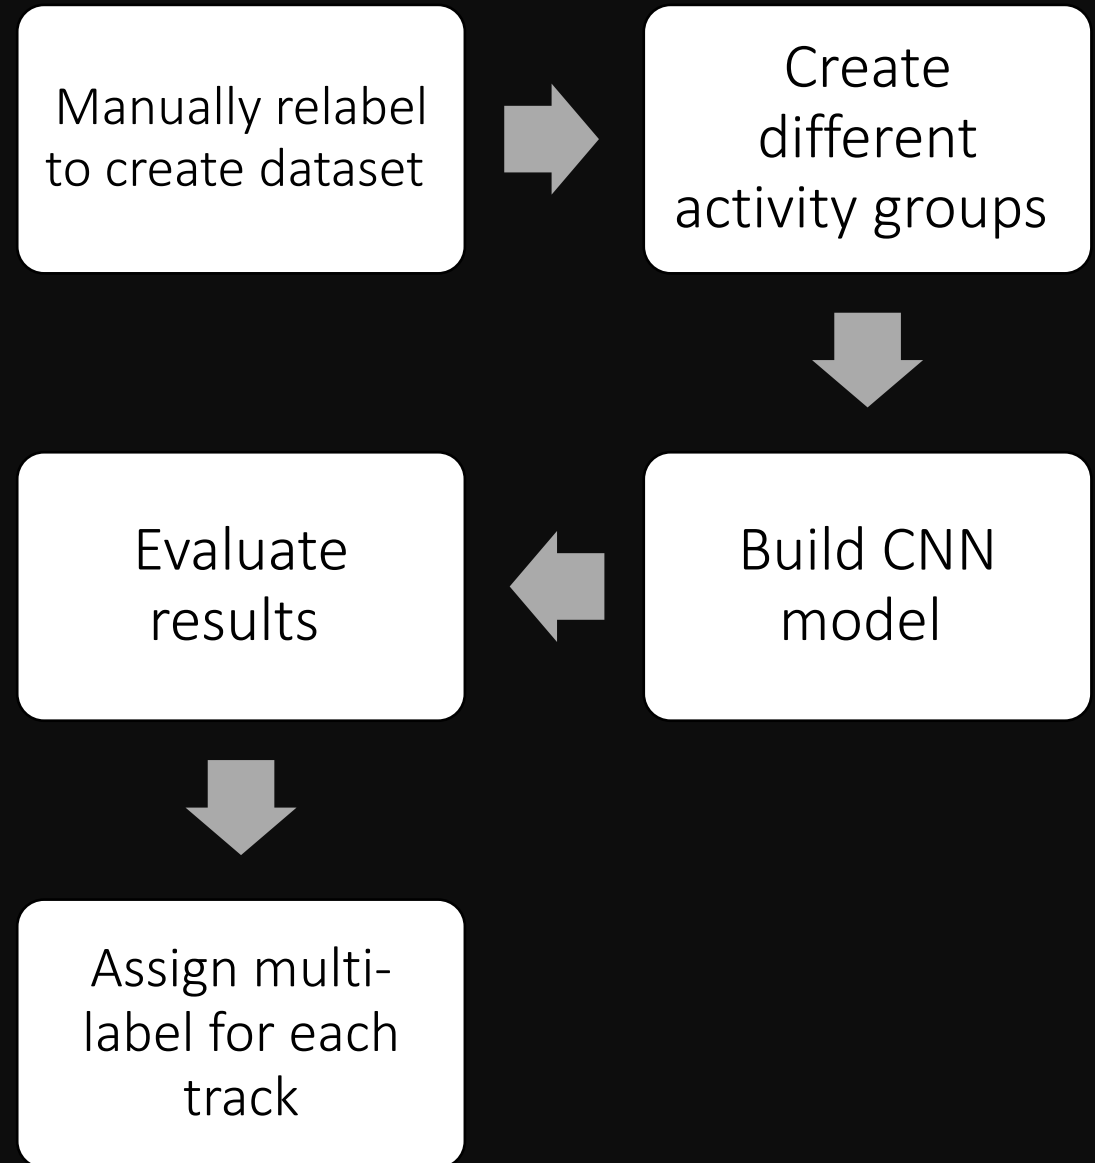 Manually relabel
to create dataset
Create
different
activity groups
Build CNN
model
Evaluate
results
Assign multi-
label for each
track